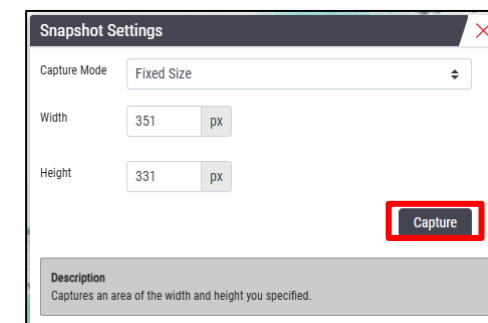 Snapshot Settings
Capture Mode
Fixed Size
Width
351
px
Height
331
px
Capture
Description
Captures an area of the width and height you specified.